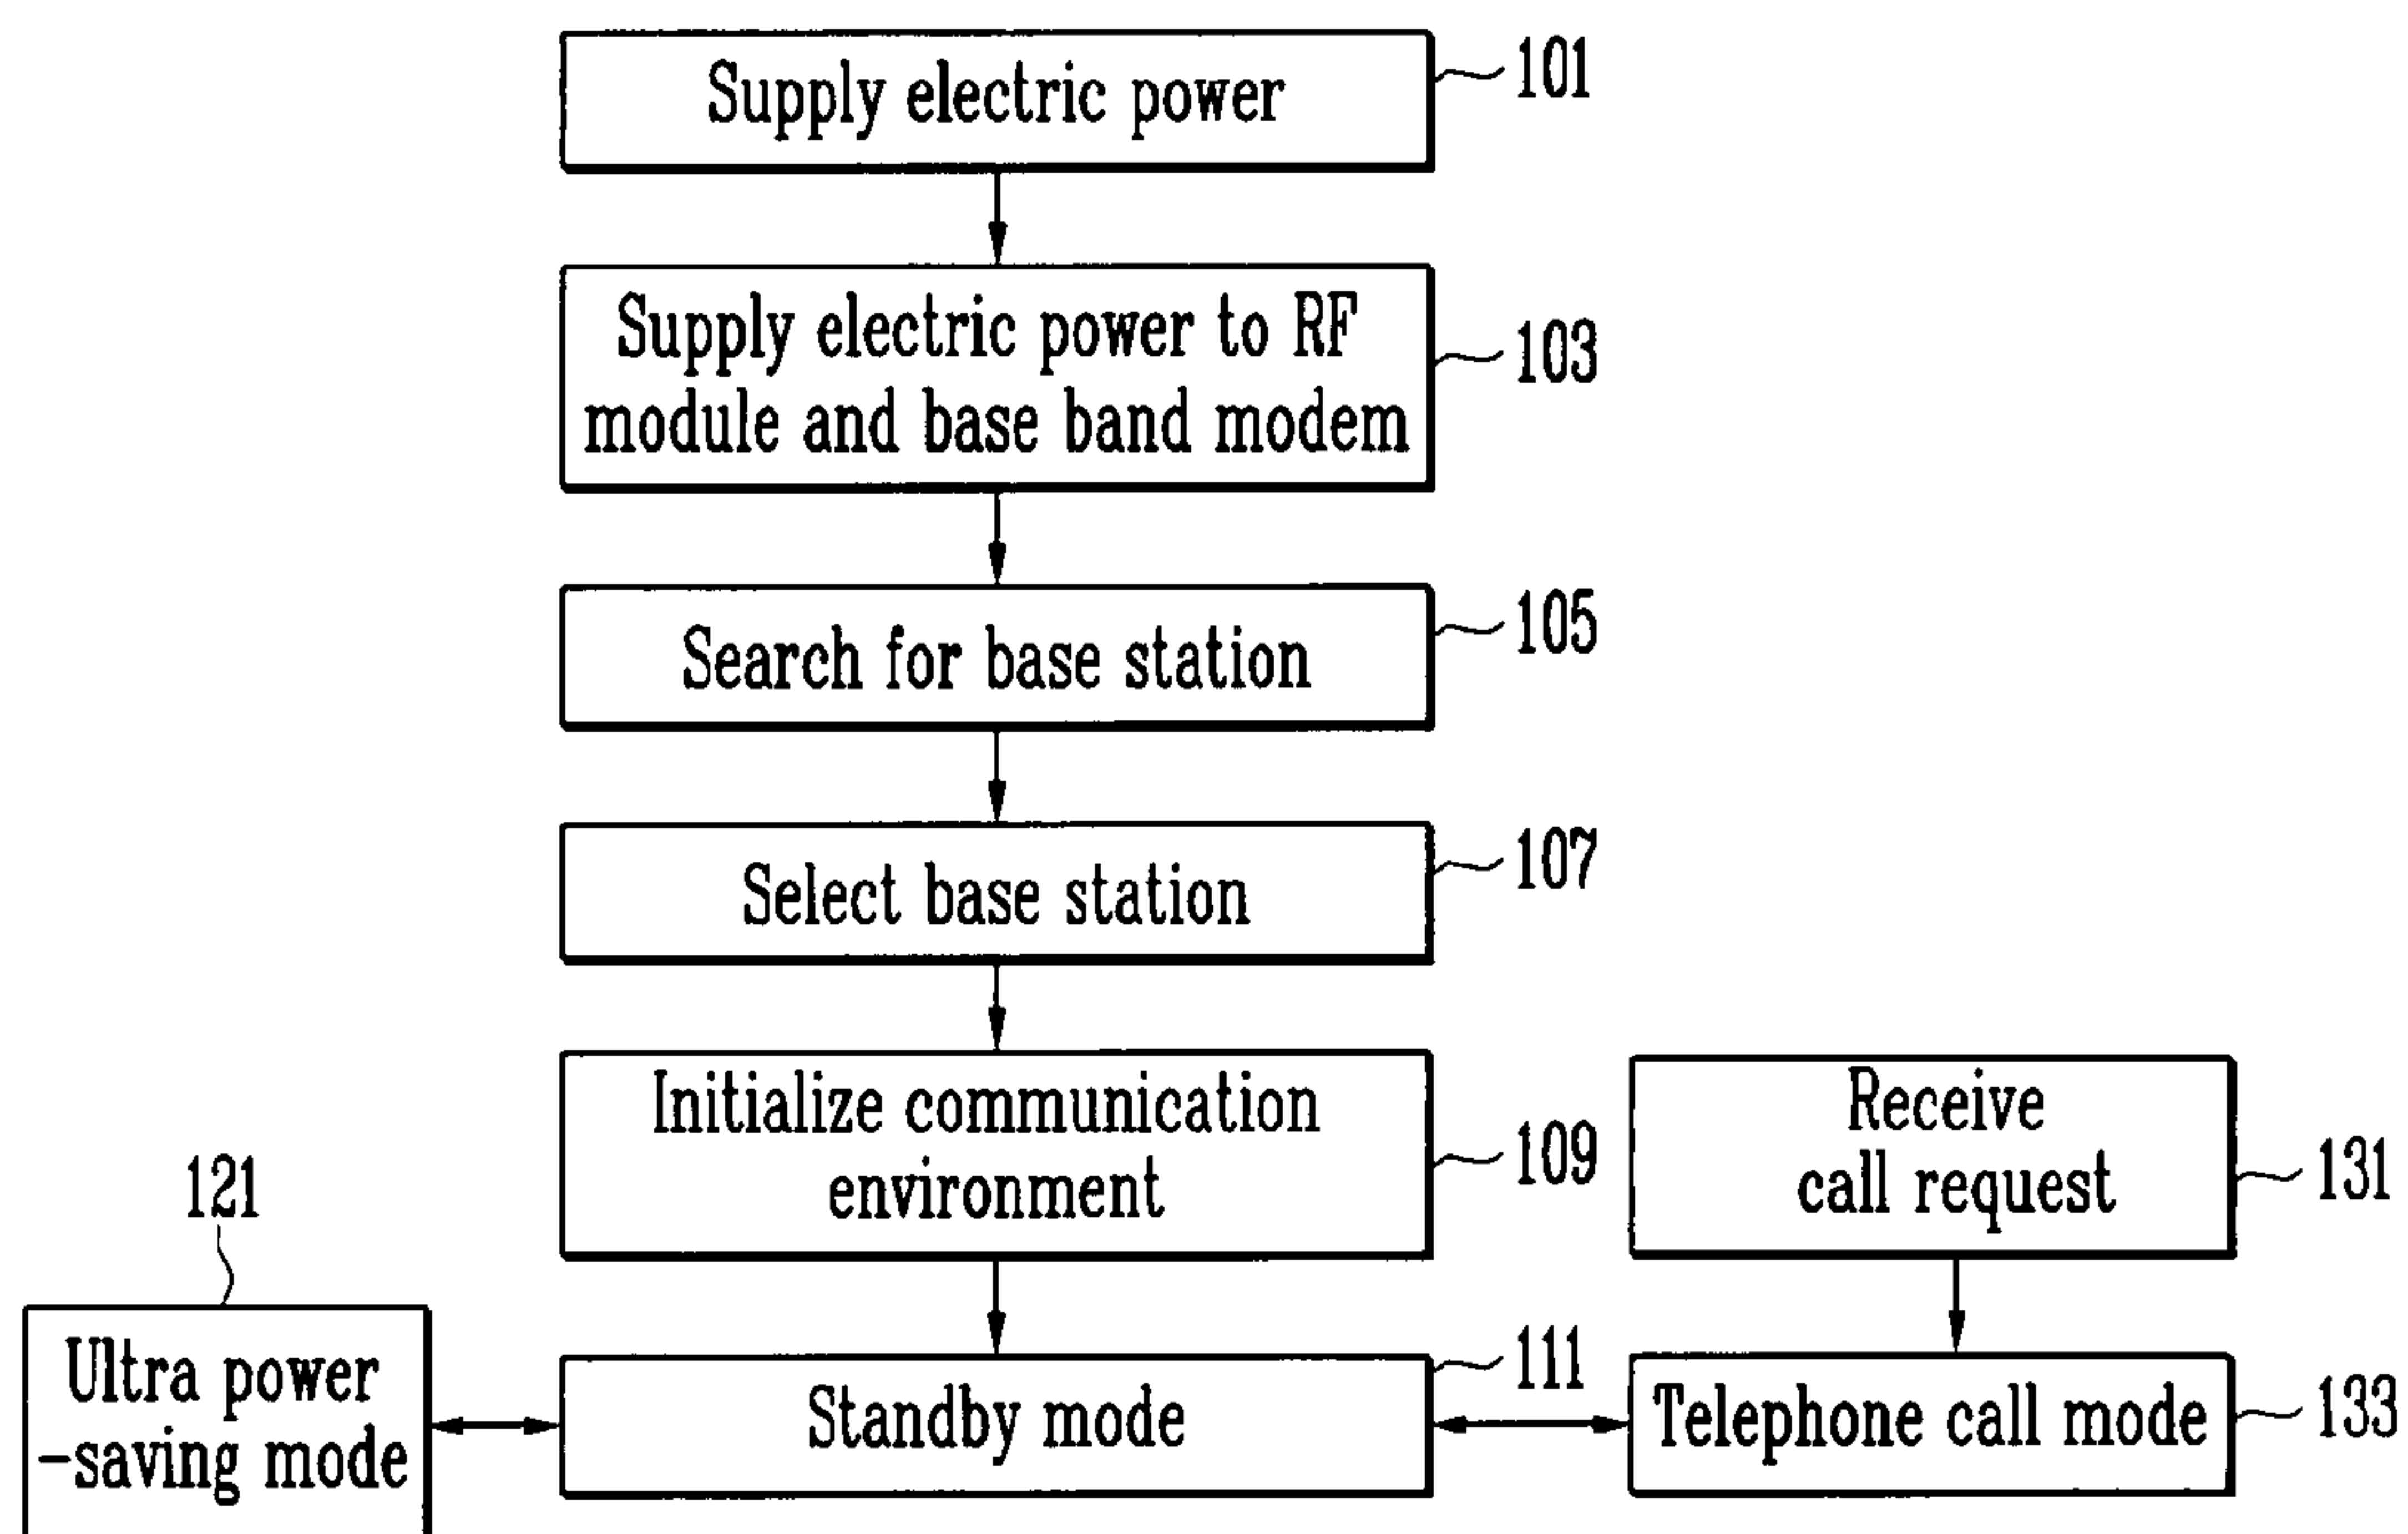 Supply electric power
101
Supply electric power to RF
module and base band modem
103
Search for base station
105
Select base station
107
Initialize communication
environment
109
Receive
call request
131
121
Ultra power
-saving mode
Standby mode
111
Telephone call mode
133